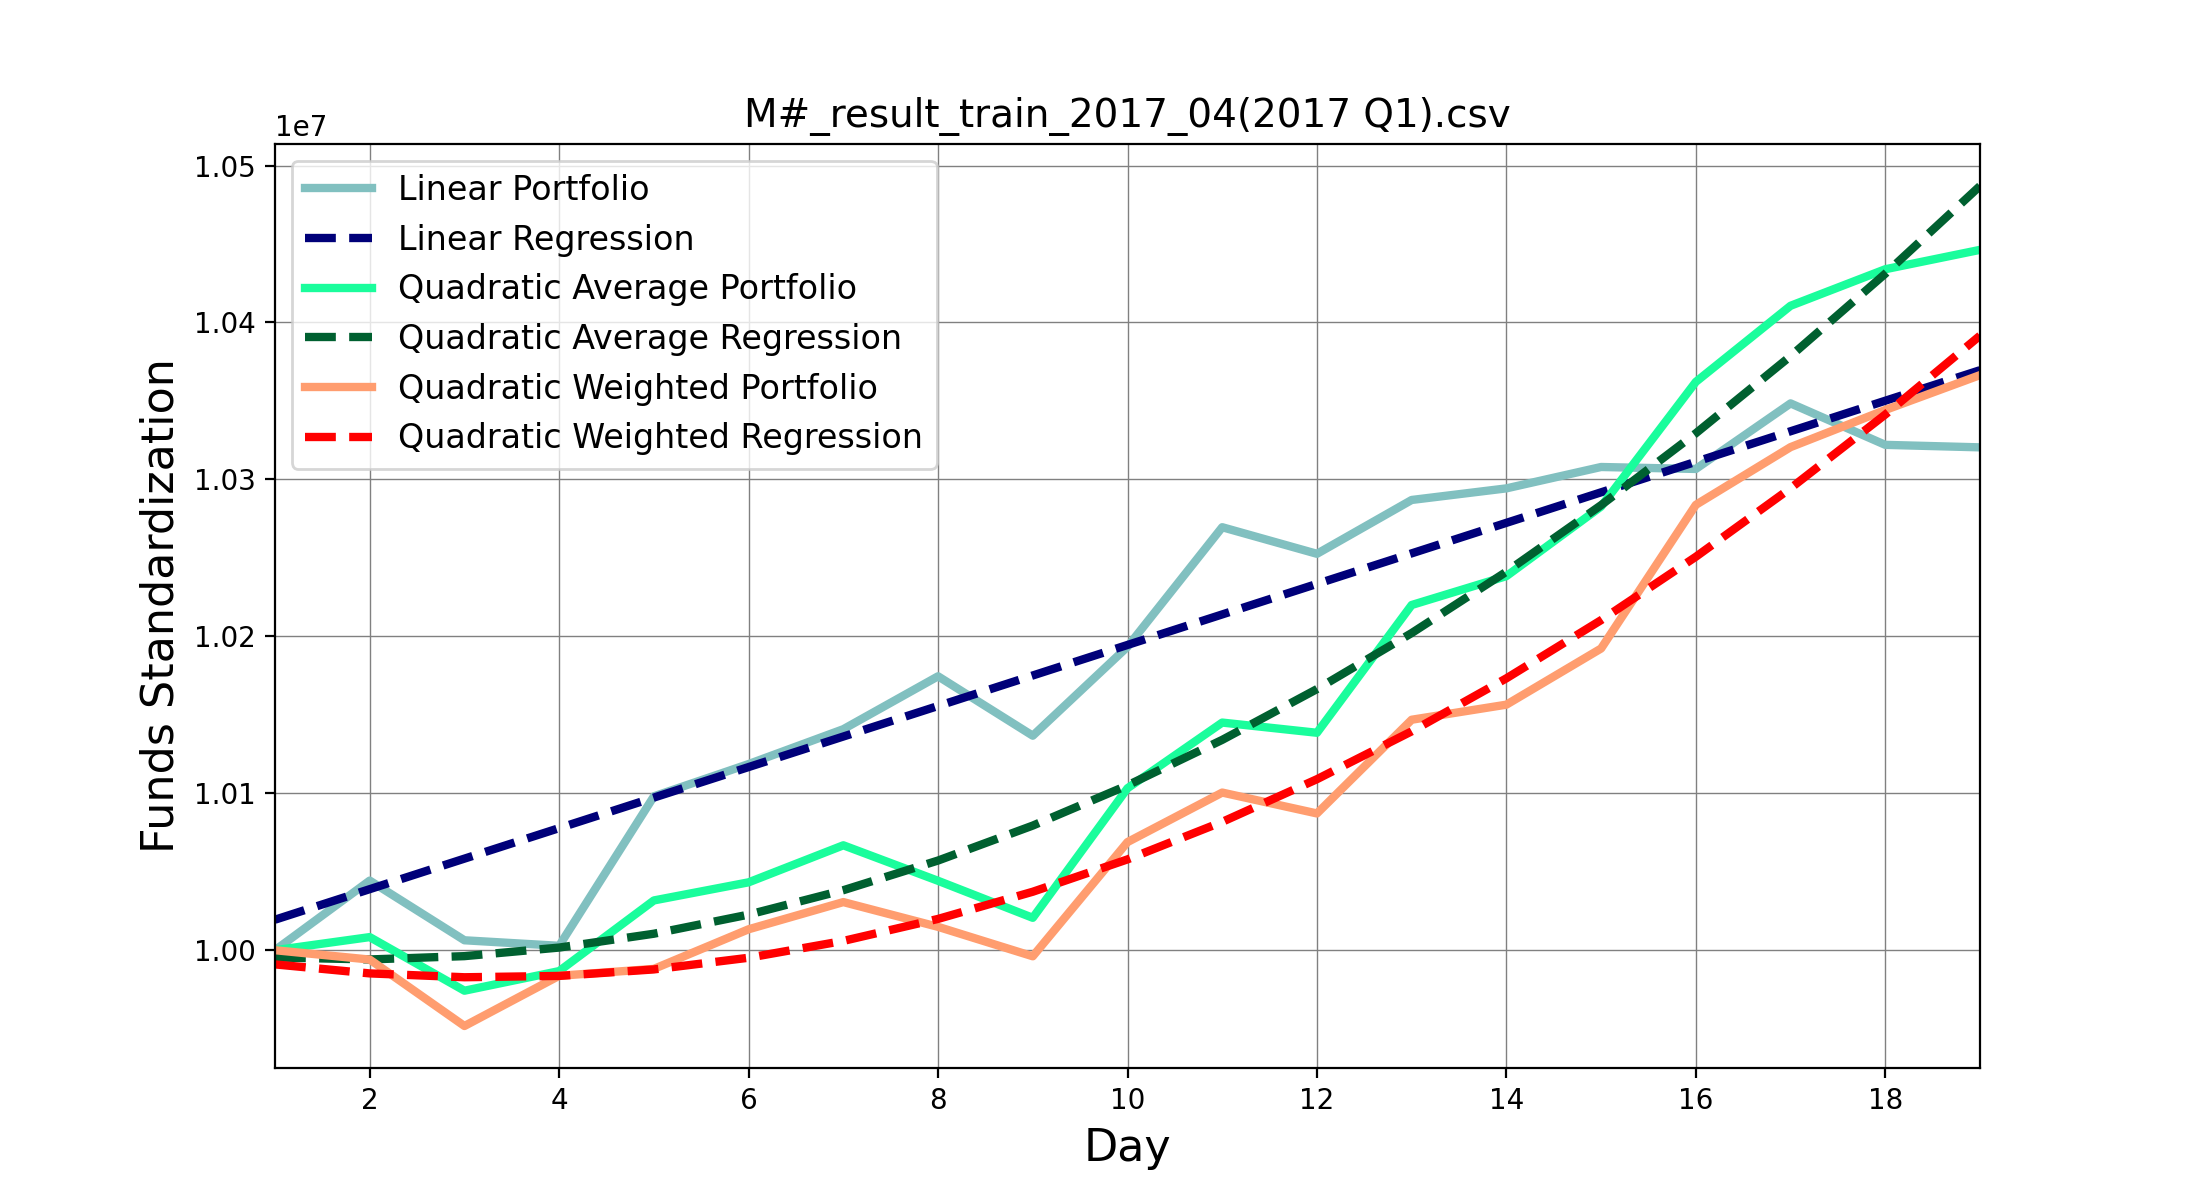 M#_result_train_2017_04(2017 Q1).csv
1e7
1.05
1.04
1.03
1.02
1.01
1.00
Funds Standardization
Linear Portfolio
Linear Regression
Quadratic Average Portfolio
Quadratic Average Regression
Quadratic Weighted Portfolio
Quadratic Weighted Regression
2 4 6 8 10 12 14 16 18
Day